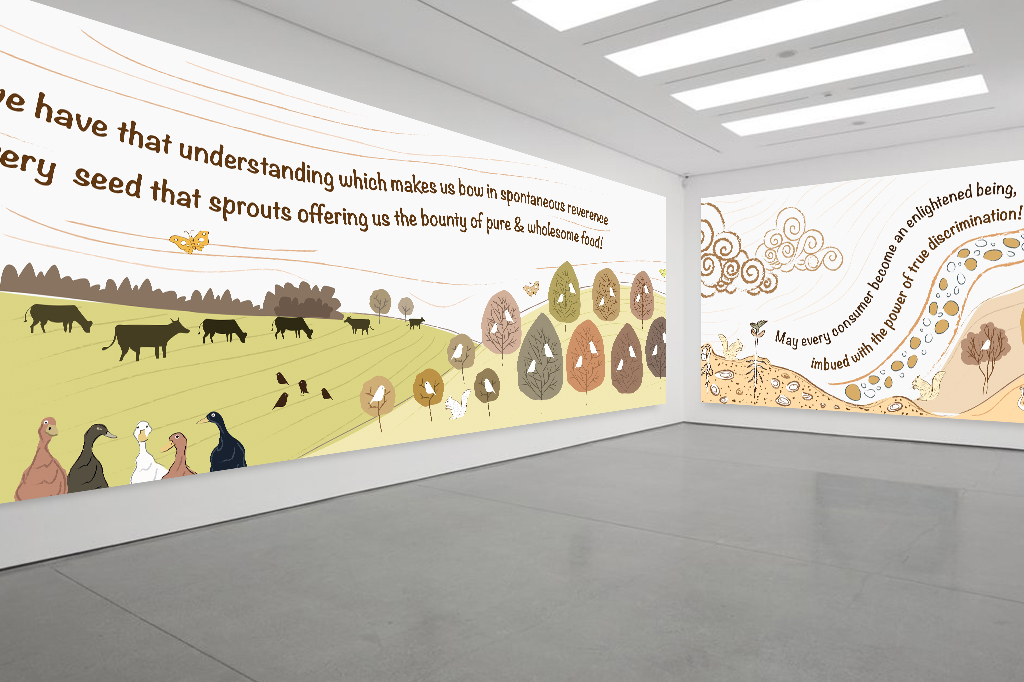 have that understanding which makes us bow in spontaneous reverence
seed that sprouts offering us the bounty of pure & wholesome food!
May every consumer become an enlightened being,
imbued with the power of true discrimination!